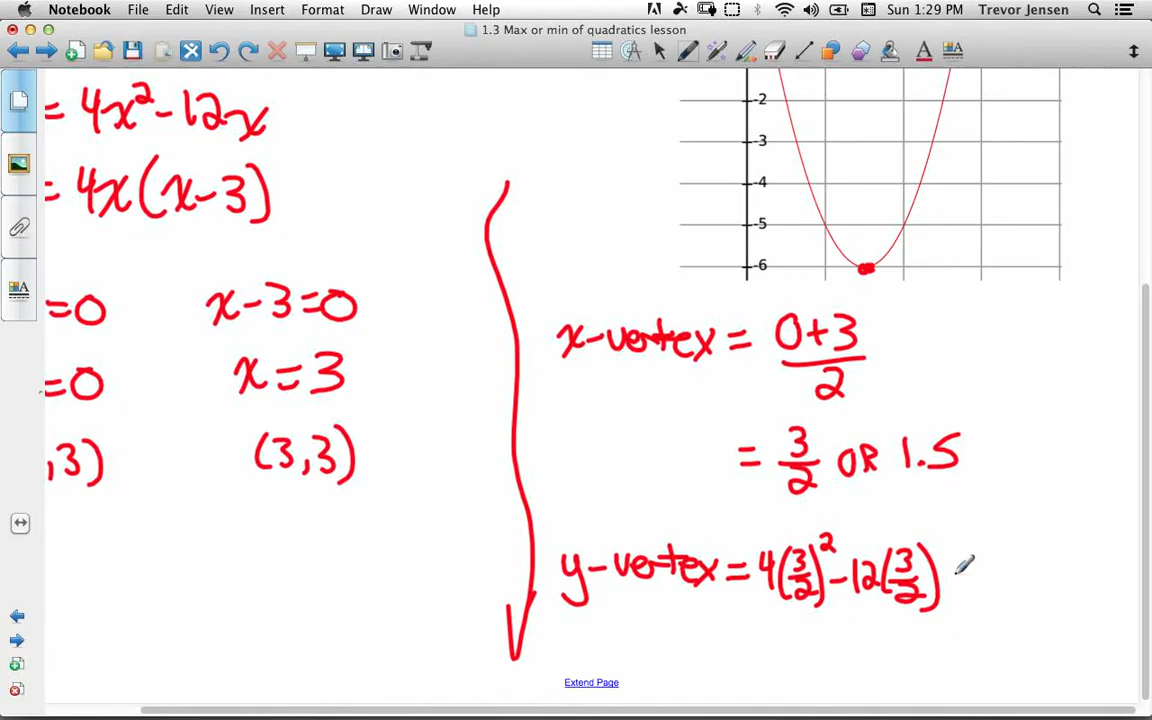 Notebook File Edit View Insert Format Draw Window Help Sun 1:29 PM Trevor Jensen
1.3 Max or min of quadratics lesson
= 4x² - 12x
= 4x(x-3)
-2
-3
-4
-5
-6
=0 x-3=0
=0 x=3
,3) (3,3)
x-vertex = 0+3
2
= 3/2 OR 1.5
y-vertex = 4(3/2)² - 12(3/2)
Extend Page